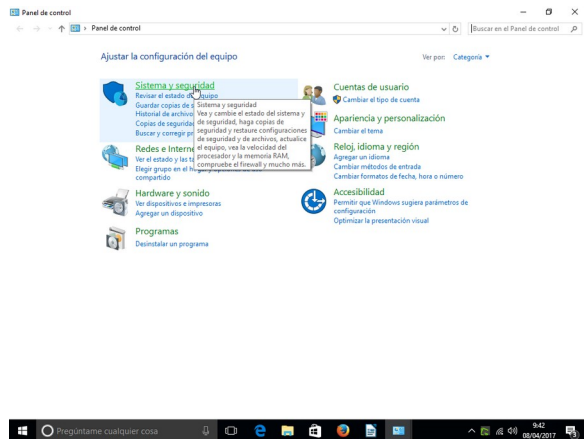 Panel de control
Panel de control
Buscar en el Panel de control
Ajustar la configuración del equipo
Ver por: Categoría
Sistema y seguridad
Revisar el estado del equipo
Guardar copias de s
Historial de archivo
Copias de seguridad
Buscar y corregir pr
Sistema y seguridad
Vea y cambie el estado del sistema y
de seguridad, haga copias de
seguridad y restaure configuraciones
de seguridad y de archivos, actualice
el equipo, vea la velocidad del
procesador y la memoria RAM,
compruebe el firewall y mucho más.
Redes e Interne
Ver el estado y las ta
Elegir grupo en el
compartido
Hardware y sonido
Ver dispositivos e impresoras
Agregar un dispositivo
Programas
Desinstalar un programa
Cuentas de usuario
Cambiar el tipo de cuenta
Apariencia y personalización
Cambiar el tema
Reloj, idioma y región
Agregar un idioma
Cambiar métodos de entrada
Cambiar formatos de fecha, hora o número
Accesibilidad
Permitir que Windows sugiera parámetros de
configuración
Optimizar la presentación visual
Pregúntame cualquier cosa
9:42
08/04/2017